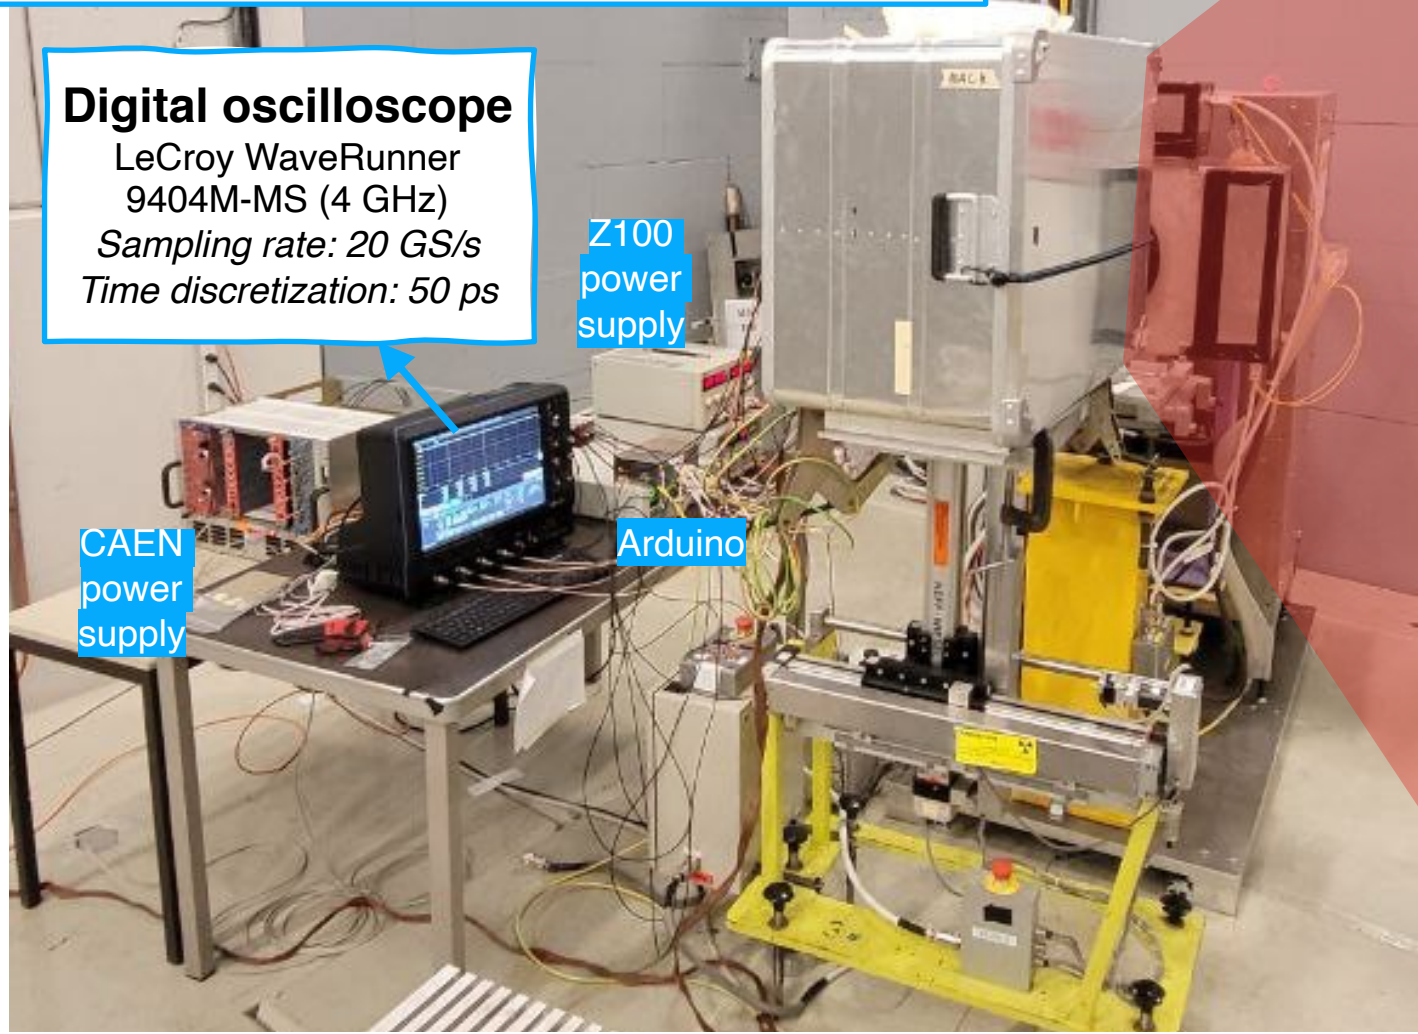 Digital oscilloscope
LeCroy WaveRunner
9404M-MS (4 GHz)
Sampling rate: 20 GS/s
Time discretization: 50 ps
Z100
power
supply
CAEN
power
supply
Arduino